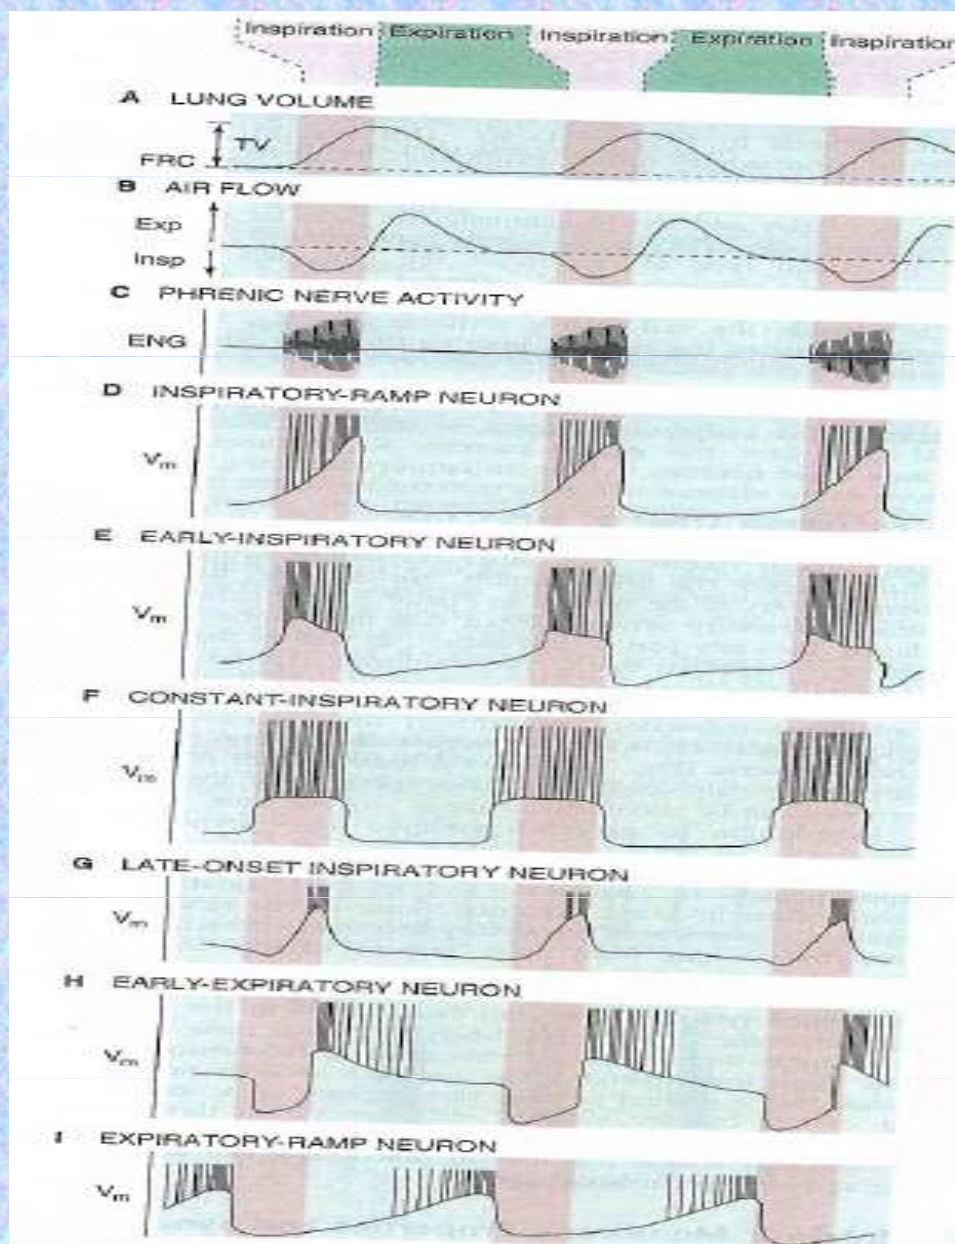 Inspiration Expiration Inspiration Expiration Inspiration
A LUNG VOLUME
TV
FRC
B AIR FLOW
Exp
Insp
C PHRENIC NERVE ACTIVITY
ENG
D INSPIRATORY-RAMP NEURON
Vm
E EARLY-INSPIRATORY NEURON
Vm
F CONSTANT-INSPIRATORY NEURON
Vm
G LATE-ONSET INSPIRATORY NEURON
Vm
H EARLY-EXPIRATORY NEURON
Vm
I EXPIRATORY-RAMP NEURON
Vm